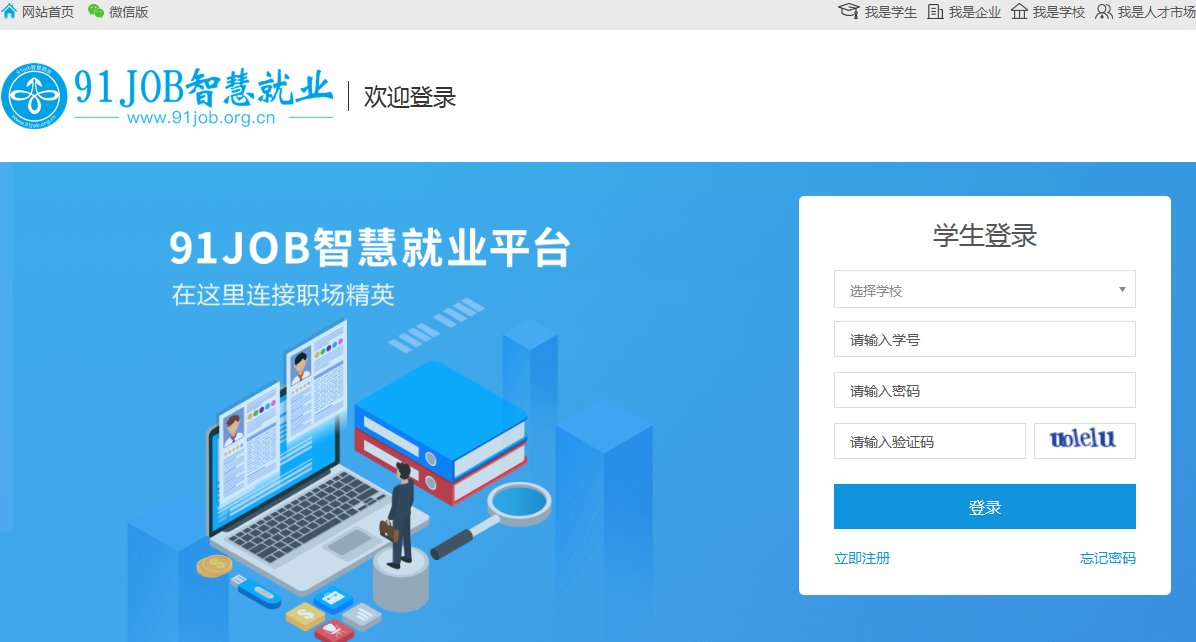 网站首页 微信版 我是学生 我是企业 我是学校 我是人才市场
91JOB智慧就业 欢迎登录
www.91job.org.cn
91JOB智慧就业平台
在这里连接职场精英
学生登录
选择学校
请输入学号
请输入密码
请输入验证码 uolelu
登录
立即注册 忘记密码